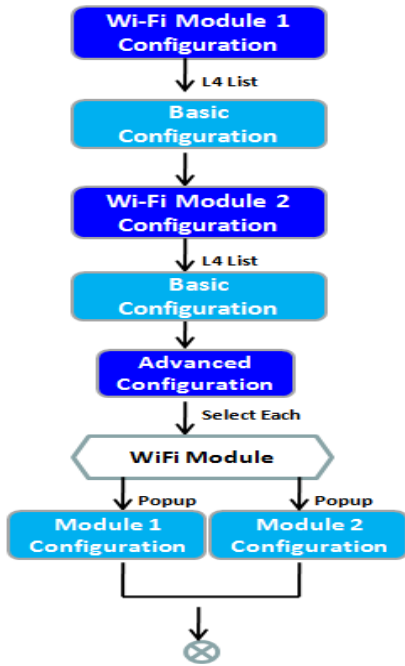 Wi-Fi Module 1
Configuration
L4 List
Basic
Configuration
Wi-Fi Module 2
Configuration
L4 List
Basic
Configuration
Advanced
Configuration
Select Each
WiFi Module
Popup
Popup
Module 1
Configuration
Module 2
Configuration